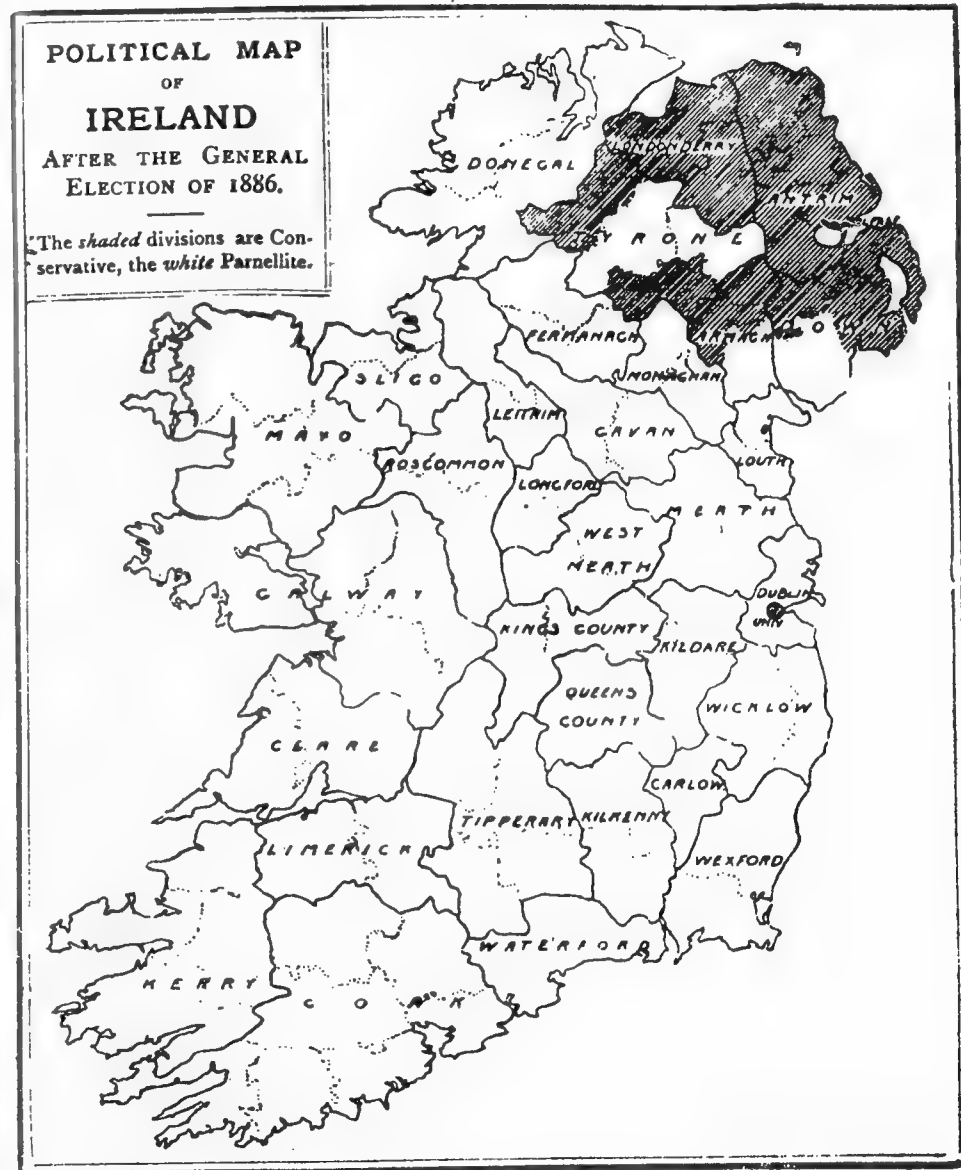 POLITICAL MAP
OF
IRELAND
AFTER THE GENERAL
ELECTION OF 1886.
The shaded divisions are Con-
servative, the white Parnellite.
DONEGAL
LONDONDERRY
ANTRIM
TYRONE
FERMANAGH
ARMAGH
MONAGHAN
SLIGO
LEITRIM
CAVAN
MAYO
ROSCOMMON
LOUTH
LONGFORD
MEATH
WEST
MEATH
GALWAY
DUBLIN
UNIV
KINGS COUNTY
KILDARE
QUEENS
COUNTY
WICKLOW
CLARE
CARLOW
TIPPERARY
KILKENNY
LIMERICK
WEXFORD
WATERFORD
KERRY
CORK